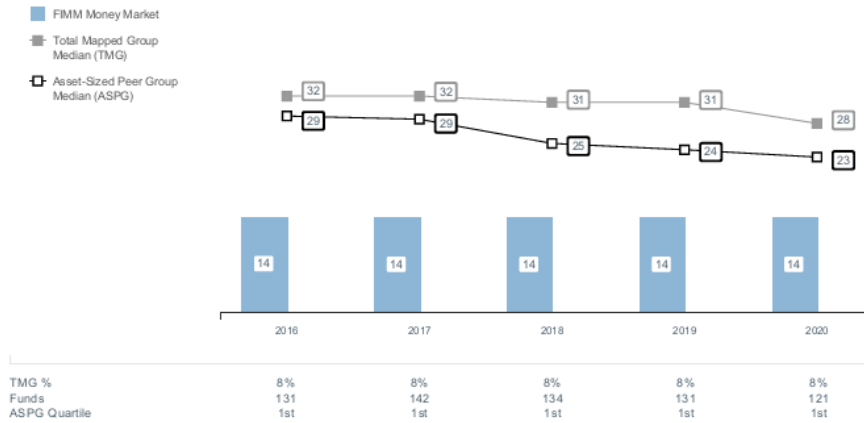 FIMM Money Market
Total Mapped Group
Median (TMG)
Asset-Sized Peer Group
Median (ASPG)
32 32 31 31 28
29 29 25 24 23
14 14 14 14 14
2016 2017 2018 2019 2020
TMG % 8% 8% 8% 8% 8%
Funds 131 142 134 131 121
ASPG Quartile 1st 1st 1st 1st 1st